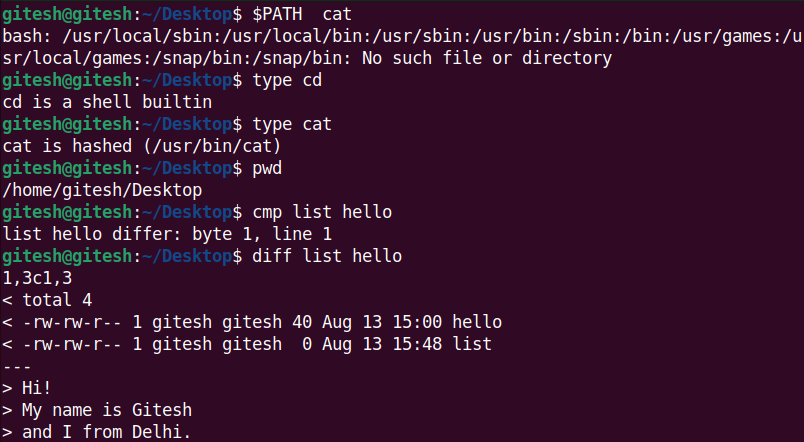 gitesh@gitesh:~/Desktop$ $PATH  cat
bash: /usr/local/sbin:/usr/local/bin:/usr/sbin:/usr/bin:/sbin:/bin:/usr/games:/u
sr/local/games:/snap/bin:/snap/bin: No such file or directory
gitesh@gitesh:~/Desktop$ type cd
cd is a shell builtin
gitesh@gitesh:~/Desktop$ type cat
cat is hashed (/usr/bin/cat)
gitesh@gitesh:~/Desktop$ pwd
/home/gitesh/Desktop
gitesh@gitesh:~/Desktop$ cmp list hello
list hello differ: byte 1, line 1
gitesh@gitesh:~/Desktop$ diff list hello
1,3c1,3
< total 4
< -rw-rw-r-- 1 gitesh gitesh 40 Aug 13 15:00 hello
< -rw-rw-r-- 1 gitesh gitesh  0 Aug 13 15:48 list
---
> Hi!
> My name is Gitesh
> and I from Delhi.